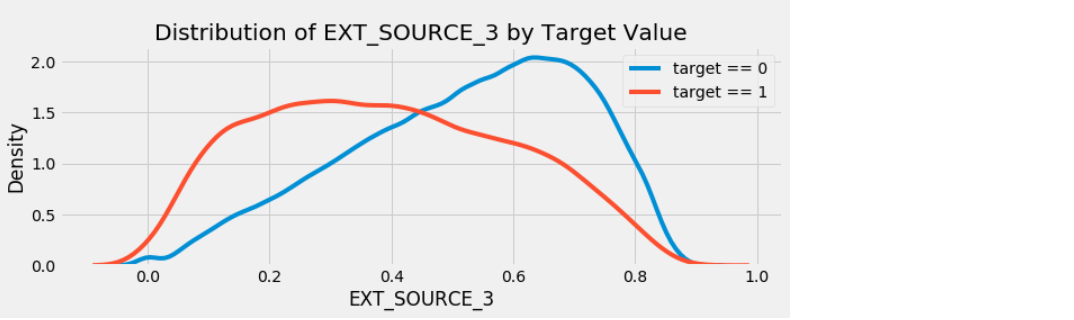 Distribution of EXT_SOURCE_3 by Target Value
Density
2.0
1.5
1.0
0.5
0.0
target == 0
target == 1
0.0 0.2 0.4 0.6 0.8 1.0
EXT_SOURCE_3